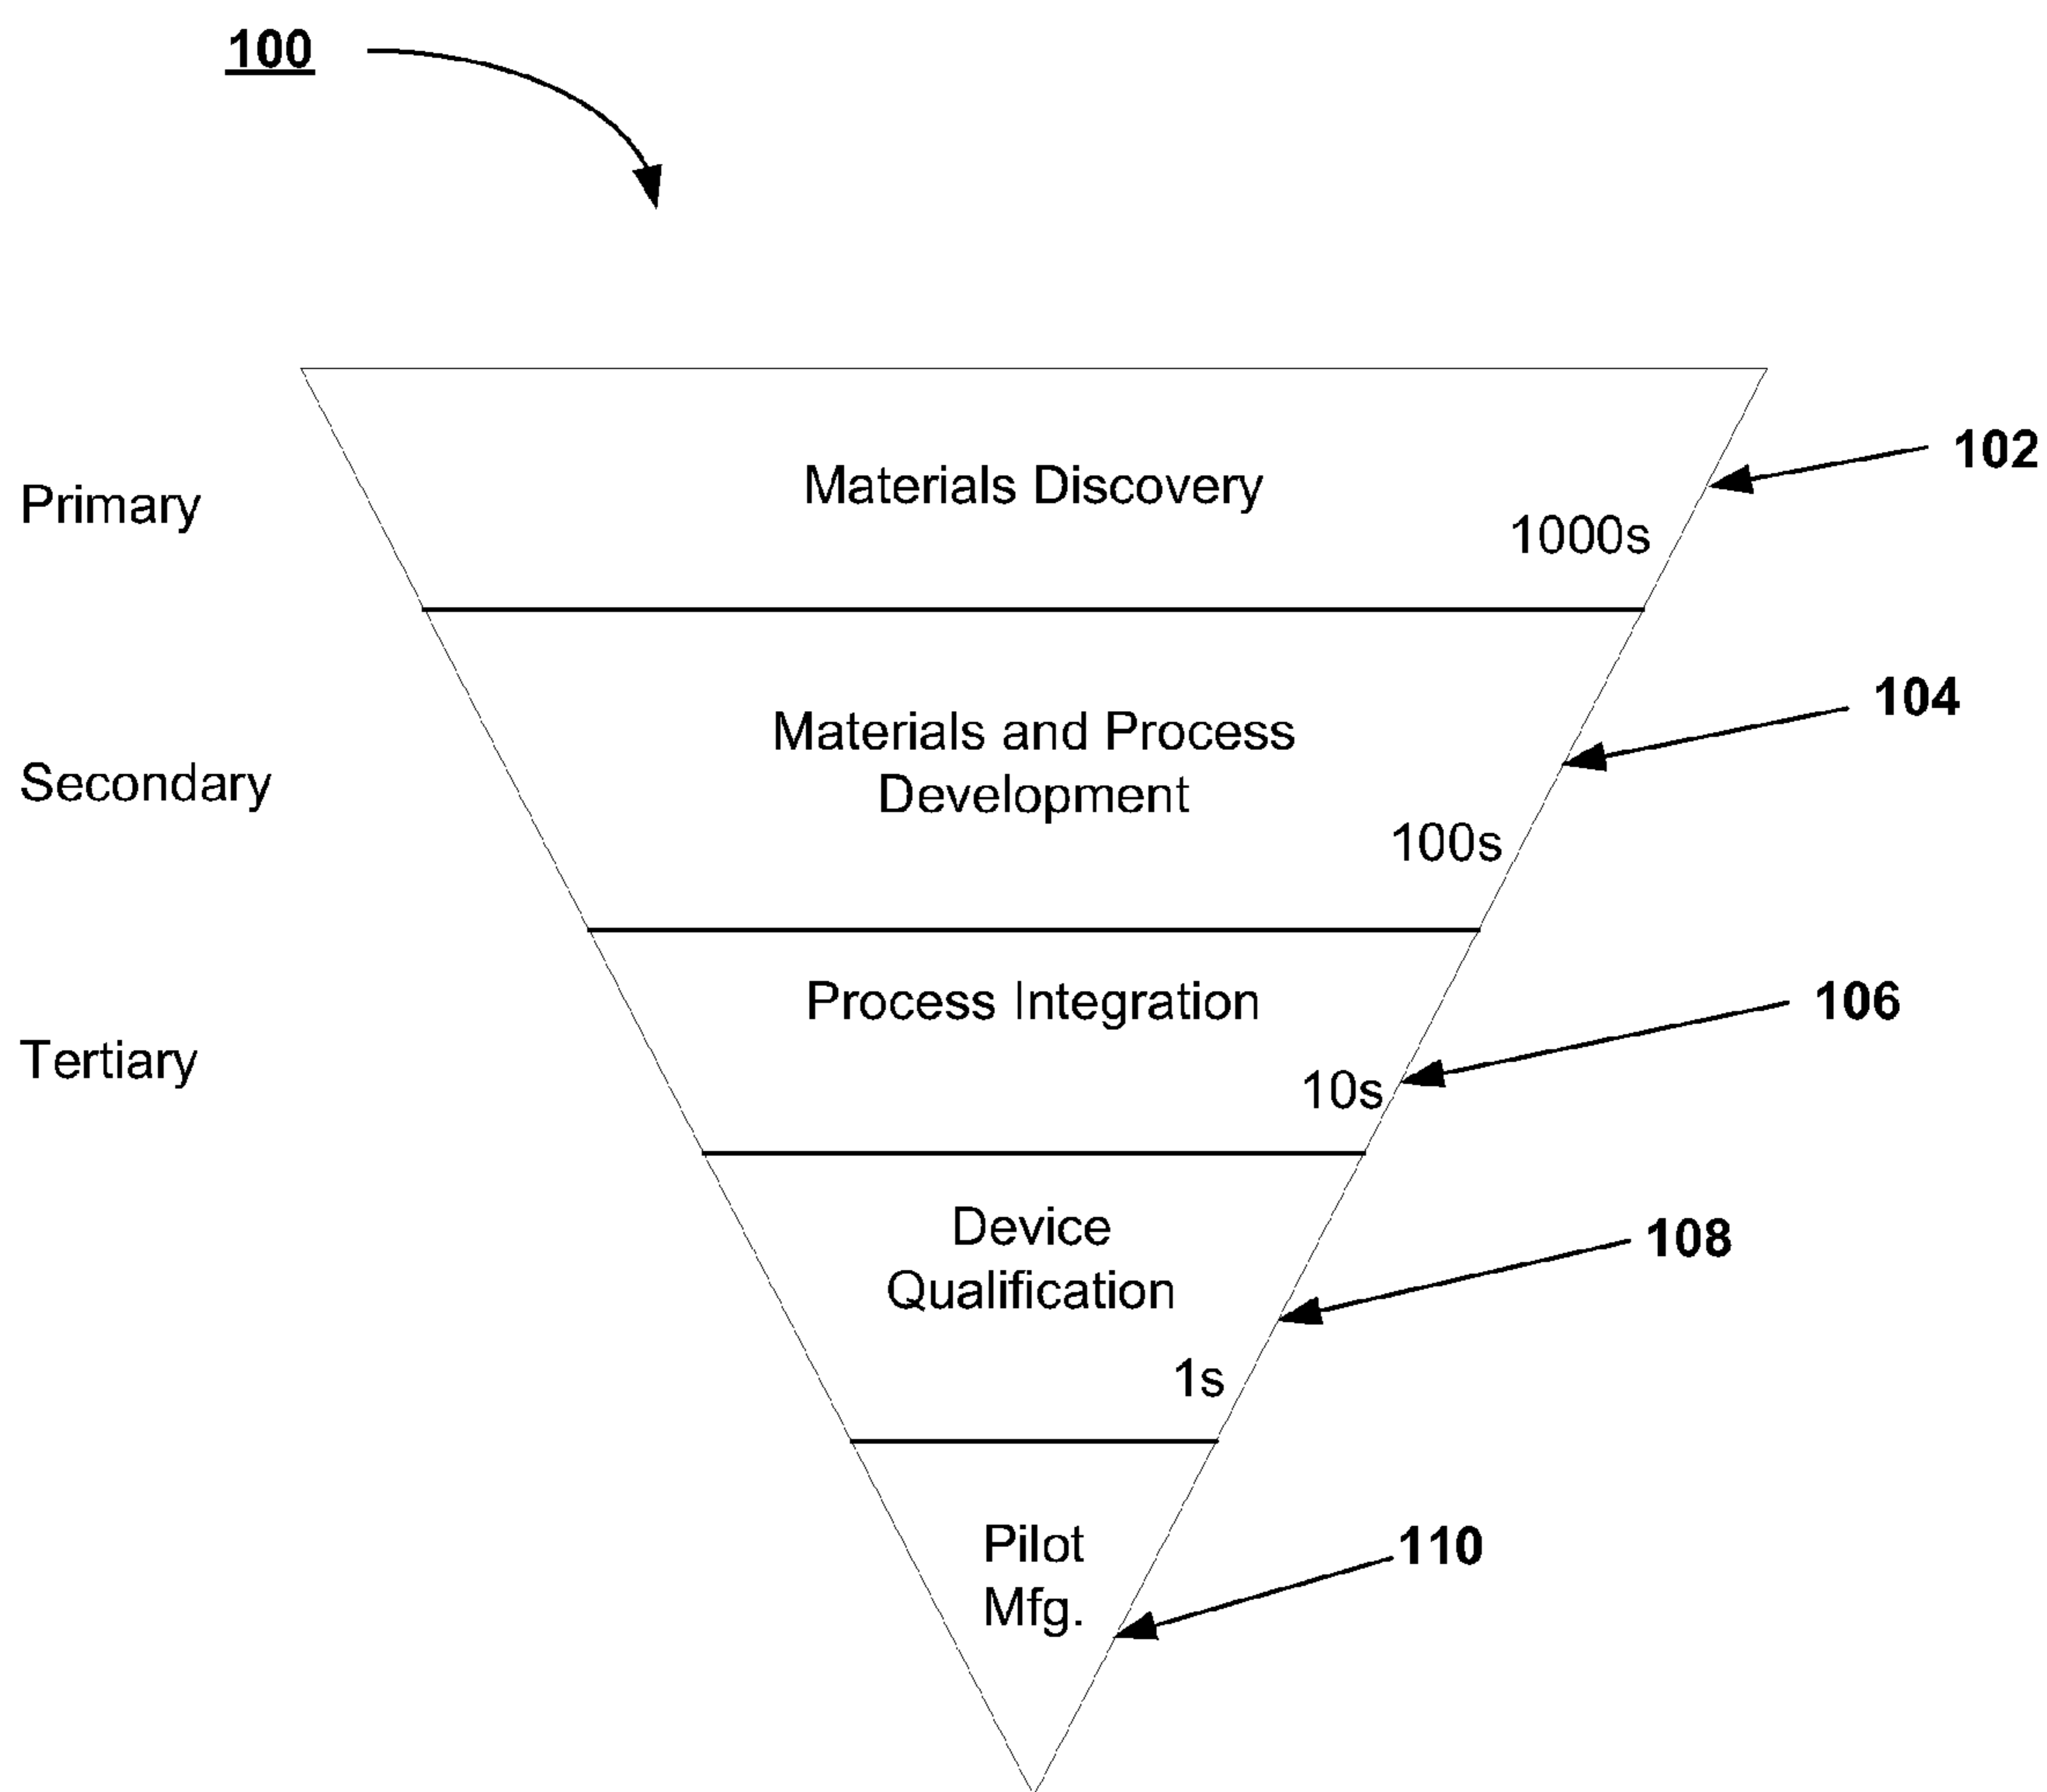 100
102
Materials Discovery
Primary
1000s
104
Materials and Process
Development
Secondary
100s
106
Process Integration
Tertiary
10s
108
Device
Qualification
1s
110
Pilot
Mfg.